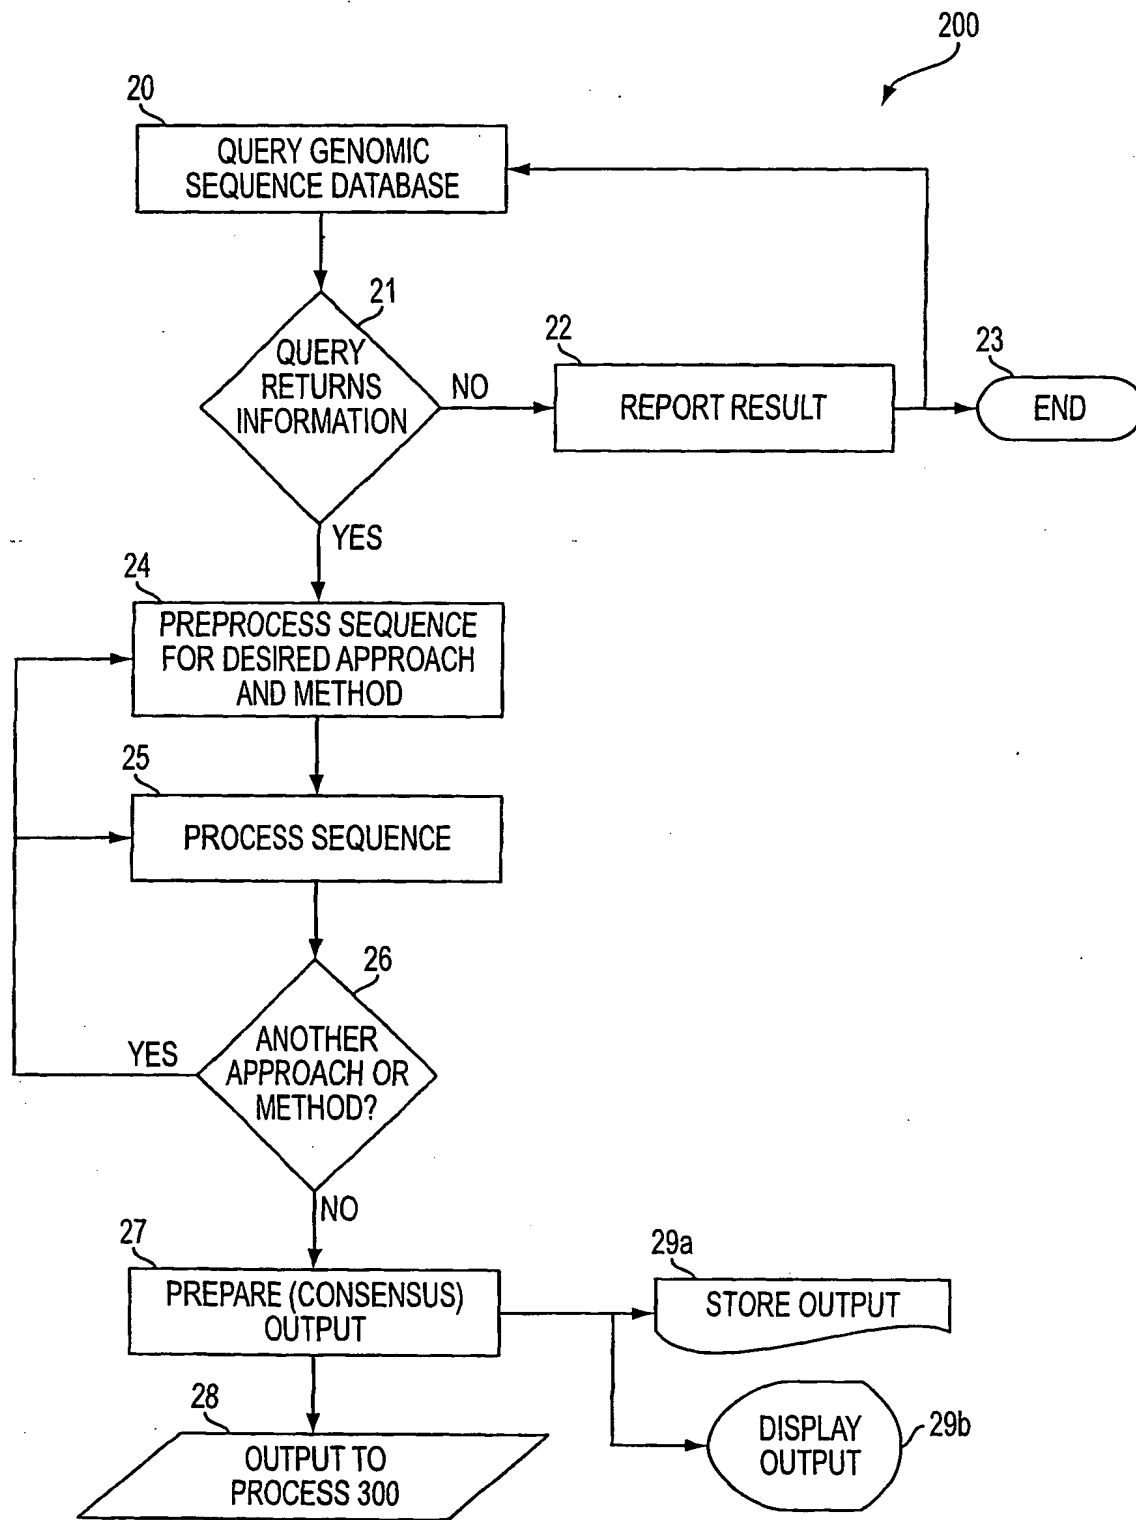 200
20
QUERY GENOMIC
SEQUENCE DATABASE
21
QUERY
RETURNS
INFORMATION
NO
22
REPORT RESULT
23
END
YES
24
PREPROCESS SEQUENCE
FOR DESIRED APPROACH
AND METHOD
25
PROCESS SEQUENCE
26
ANOTHER
APPROACH OR
METHOD?
YES
NO
27
PREPARE (CONSENSUS)
OUTPUT
29a
STORE OUTPUT
28
OUTPUT TO
PROCESS 300
DISPLAY
OUTPUT
29b